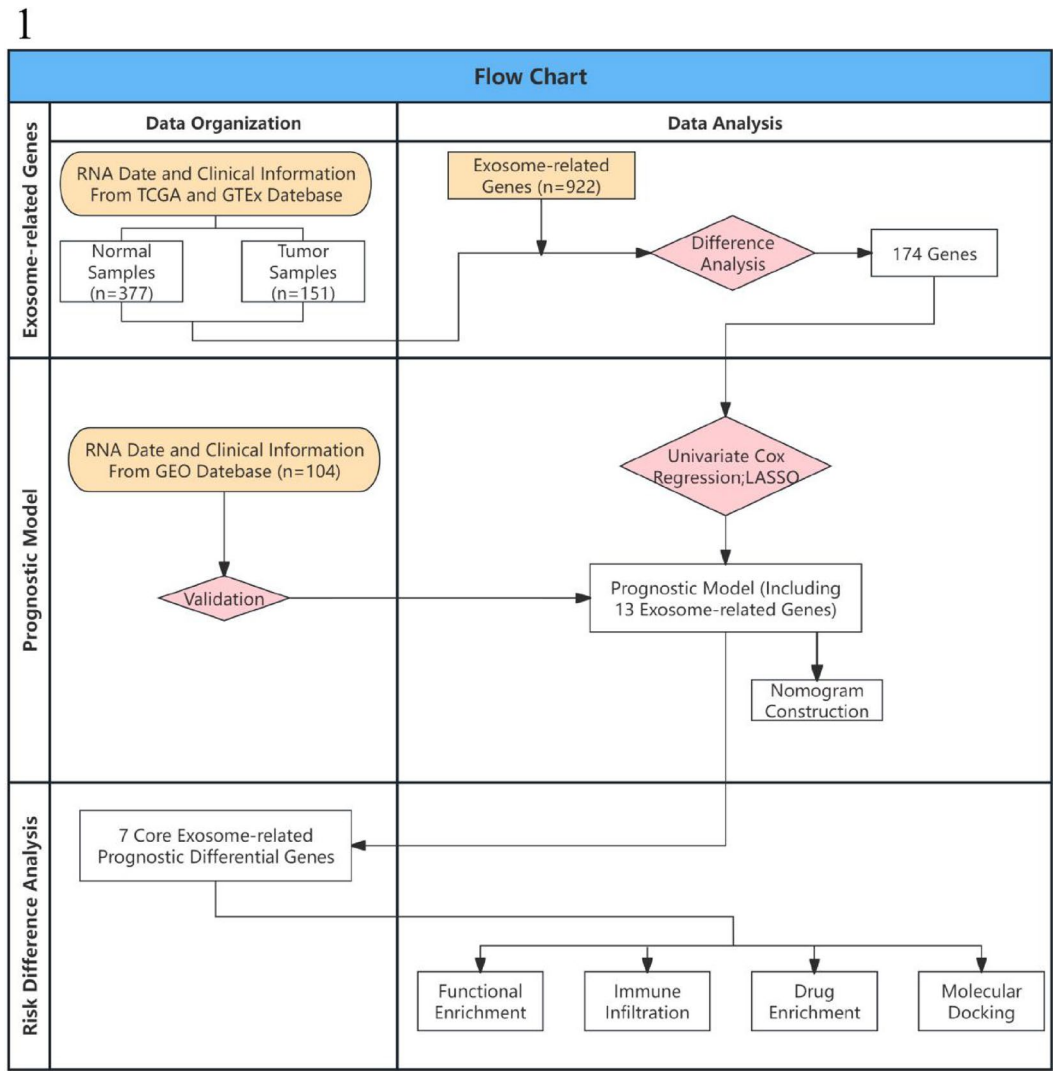 1
Flow Chart
Data Organization
Data Analysis
Exosome-related Genes
RNA Date and Clinical Information
From TCGA and GTEx Datebase
Normal
Samples
(n=377)
Tumor
Samples
(n=151)
Exosome-related
Genes (n=922)
Difference
Analysis
174 Genes
Prognostic Model
RNA Date and Clinical Information
From GEO Datebase (n=104)
Validation
Univariate Cox
Regression;LASSO
Prognostic Model (Including
13 Exosome-related Genes)
Nomogram
Construction
Risk Difference Analysis
7 Core Exosome-related
Prognostic Differential Genes
Functional
Enrichment
Immune
Infiltration
Drug
Enrichment
Molecular
Docking